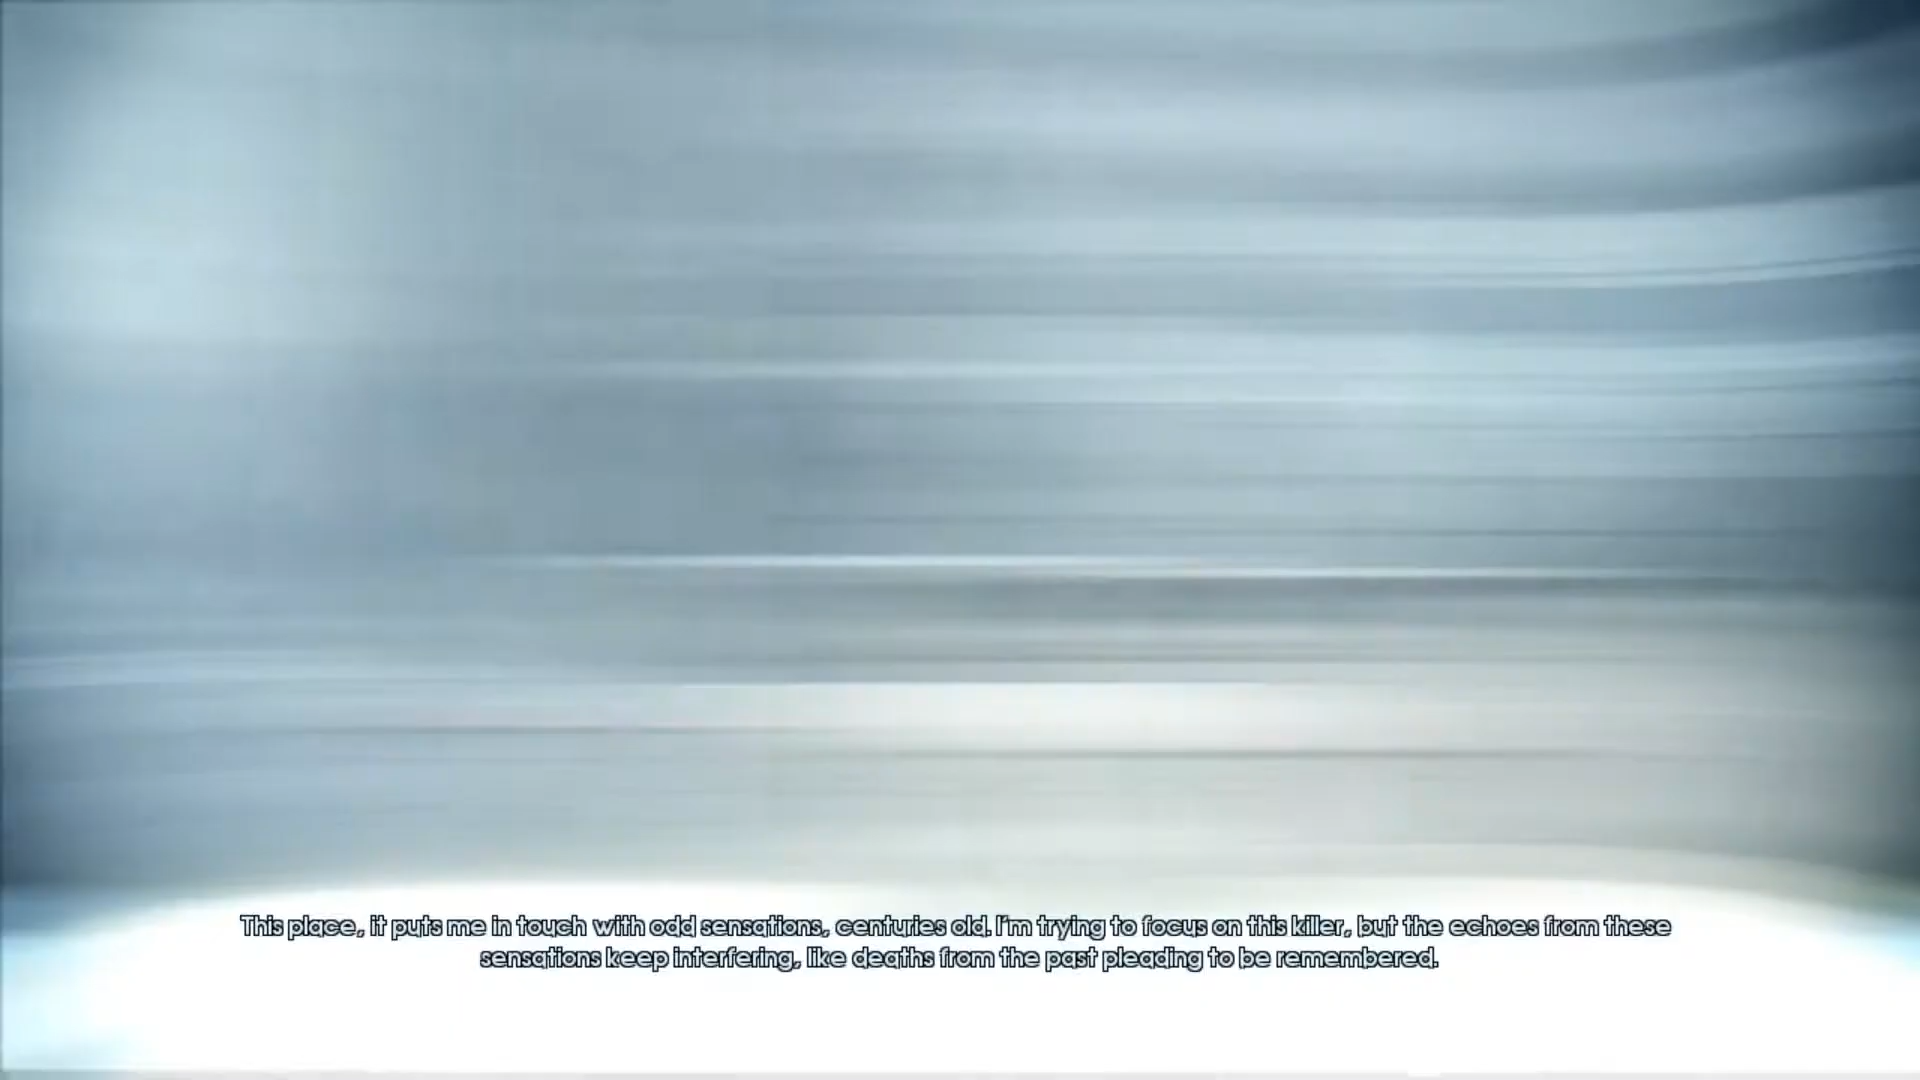 This place, it puts me in touch with odd sensations, centuries old. I'm trying to focus on this killer, but the echoes from these
sensations keep interfering, like deaths from the past pleading to be remembered.